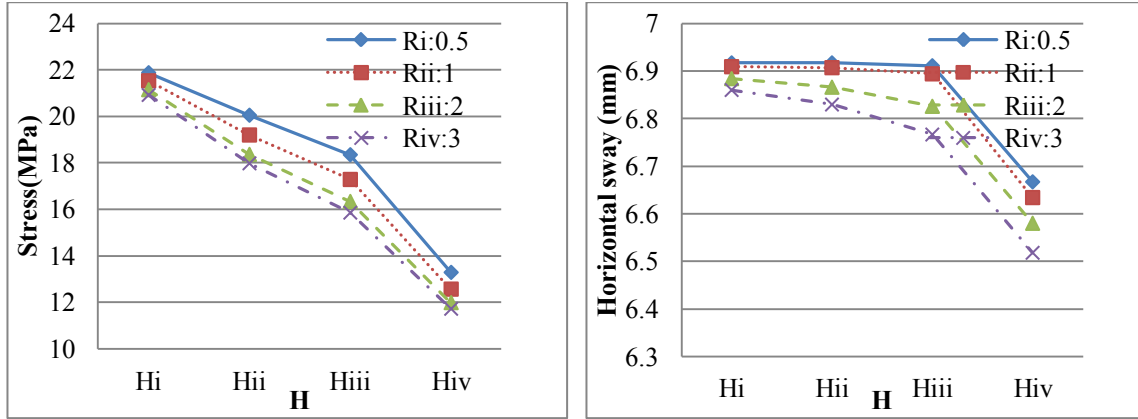 24
22
20
18
16
14
12
10
Stress(MPa)
Hi Hii Hiii Hiv
H
Ri:0.5
Rii:1
Riii:2
Riv:3
7
6.9
6.8
6.7
6.6
6.5
6.4
6.3
Horizontal sway (mm)
Hi Hii Hiii Hiv
H
Ri:0.5
Rii:1
Riii:2
Riv:3